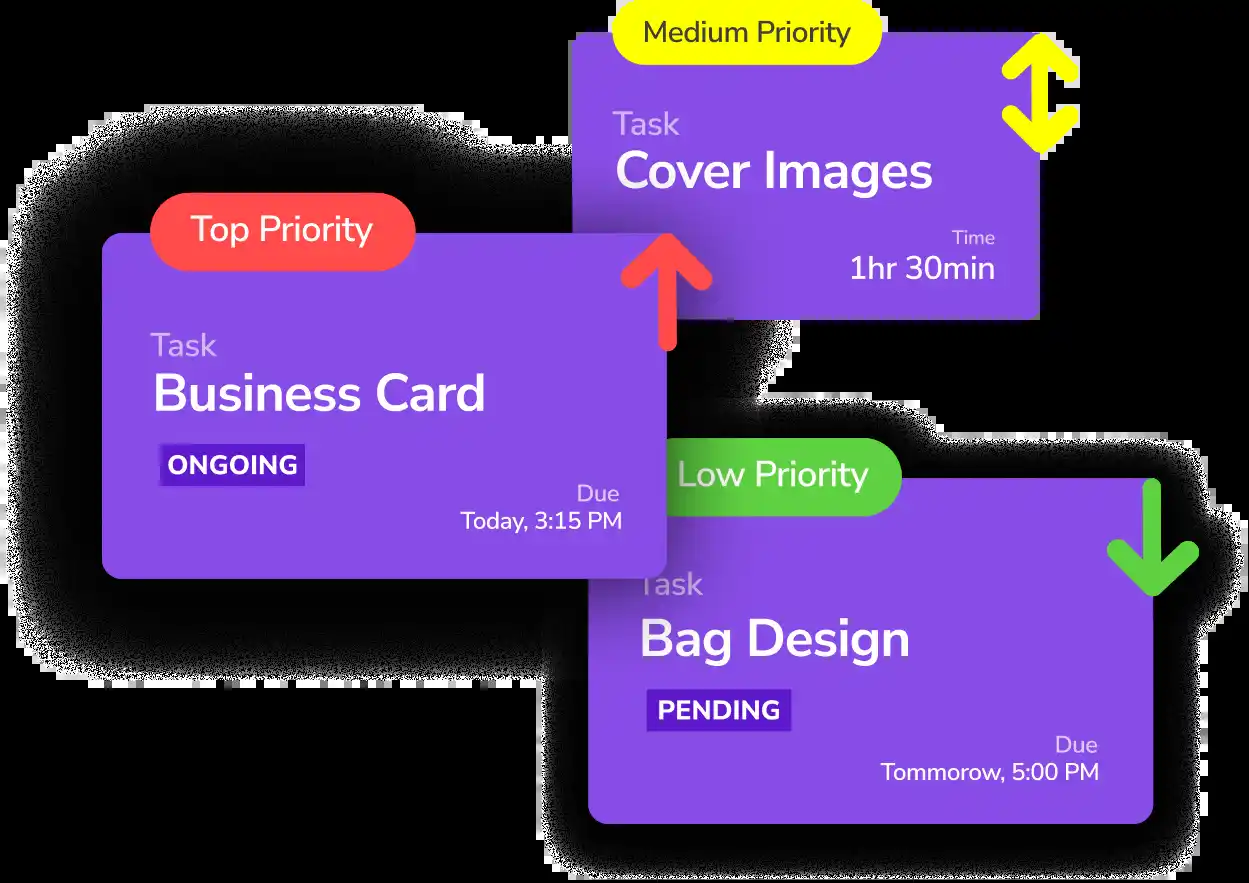 Medium Priority
Task
Cover Images
Time
1hr 30min
Top Priority
Task
Business Card
ONGOING
Due
Today, 3:15 PM
Low Priority
Task
Bag Design
PENDING
Due
Tommorow, 5:00 PM